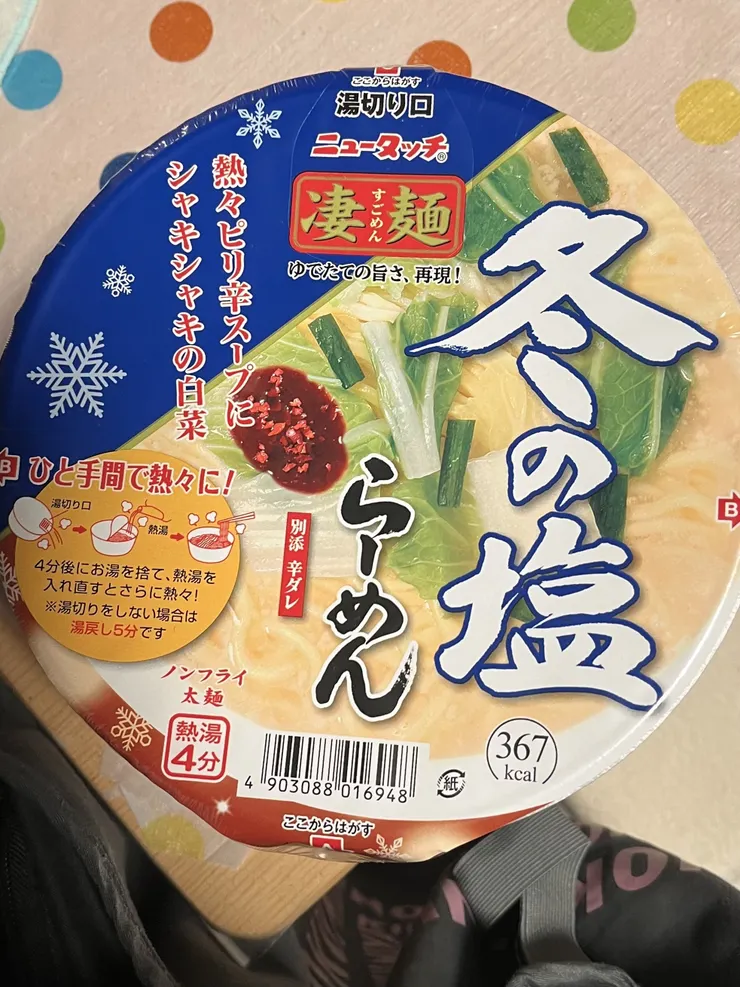 ここからはがす
湯切り口
ニュータッチ®
凄麺
すごめん
ゆでたての旨さ、再現!
冬の塩
らーめん
熱々ピリ辛スープに
シャキシャキの白菜
B
ひと手間で熱々に!
湯切り口
熱湯
4分後にお湯を捨て、熱湯を
入れ直すとさらに熱々!
※湯切りをしない場合は
湯戻し5分です
別添 辛ダレ
B
ノンフライ
太麺
熱湯
4分
4 903088 016948
紙
367
kcal
ここからはがす
A